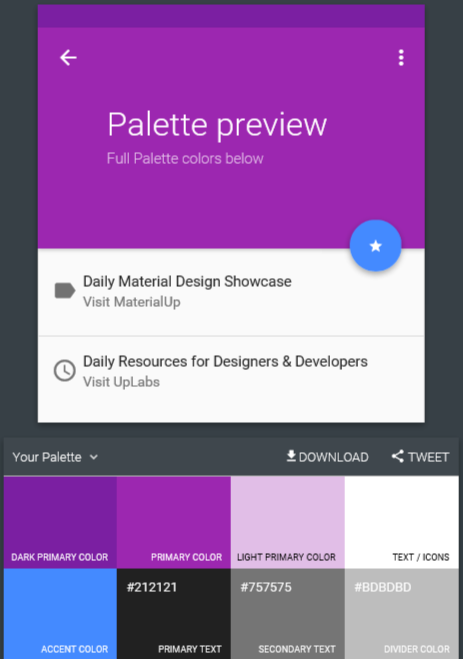 Palette preview
Full Palette colors below
Daily Material Design Showcase
Visit MaterialUp
Daily Resources for Designers & Developers
Visit UpLabs
Your Palette
DOWNLOAD
TWEET
DARK PRIMARY COLOR
PRIMARY COLOR
LIGHT PRIMARY COLOR
TEXT / ICONS
#212121
#757575
#BDBDBD
ACCENT COLOR
PRIMARY TEXT
SECONDARY TEXT
DIVIDER COLOR